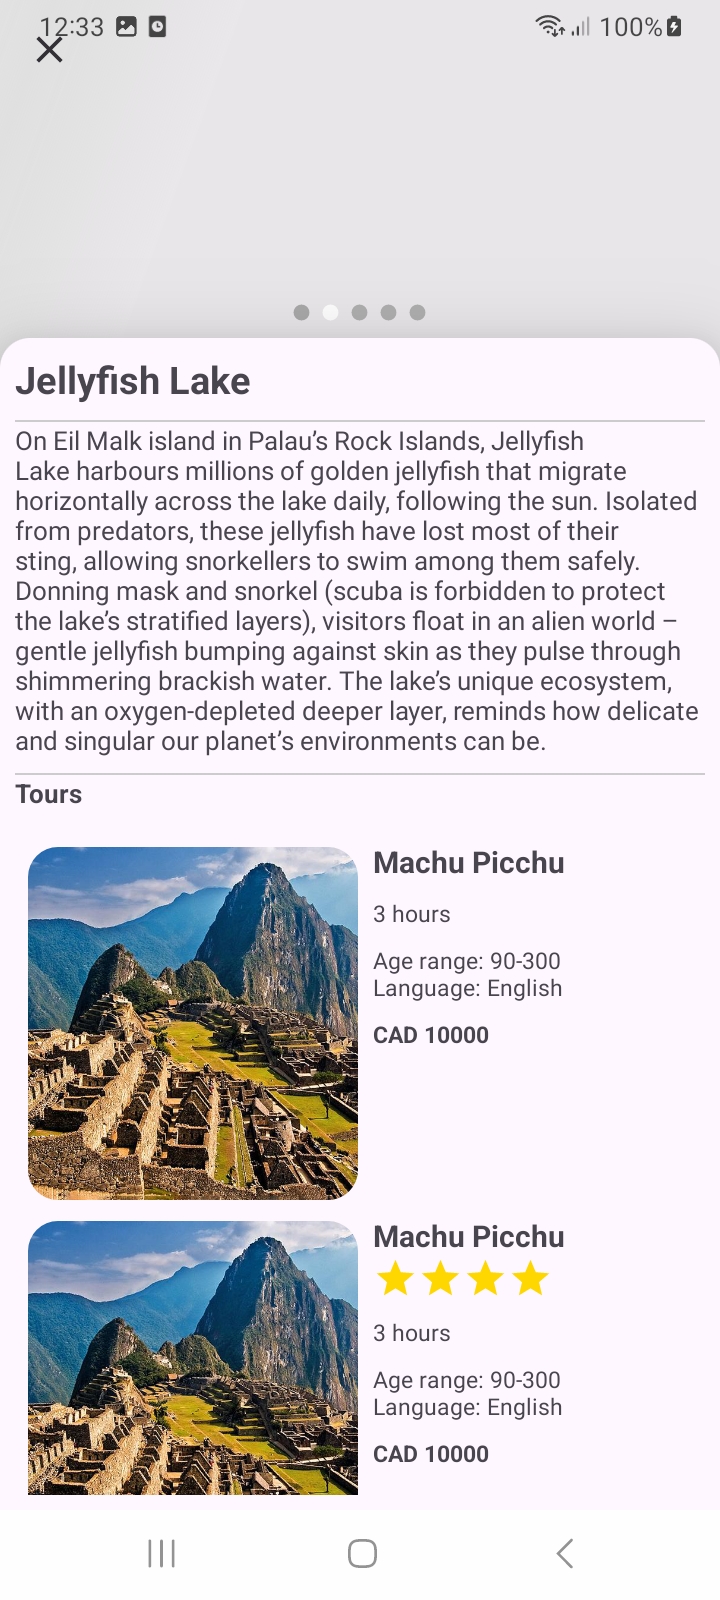 12:33
100%
Jellyfish Lake
On Eil Malk island in Palau’s Rock Islands, Jellyfish
Lake harbours millions of golden jellyfish that migrate
horizontally across the lake daily, following the sun. Isolated
from predators, these jellyfish have lost most of their
sting, allowing snorkellers to swim among them safely.
Donning mask and snorkel (scuba is forbidden to protect
the lake’s stratified layers), visitors float in an alien world –
gentle jellyfish bumping against skin as they pulse through
shimmering brackish water. The lake’s unique ecosystem,
with an oxygen-depleted deeper layer, reminds how delicate
and singular our planet’s environments can be.
Tours
Machu Picchu
3 hours
Age range: 90-300
Language: English
CAD 10000
Machu Picchu
3 hours
Age range: 90-300
Language: English
CAD 10000